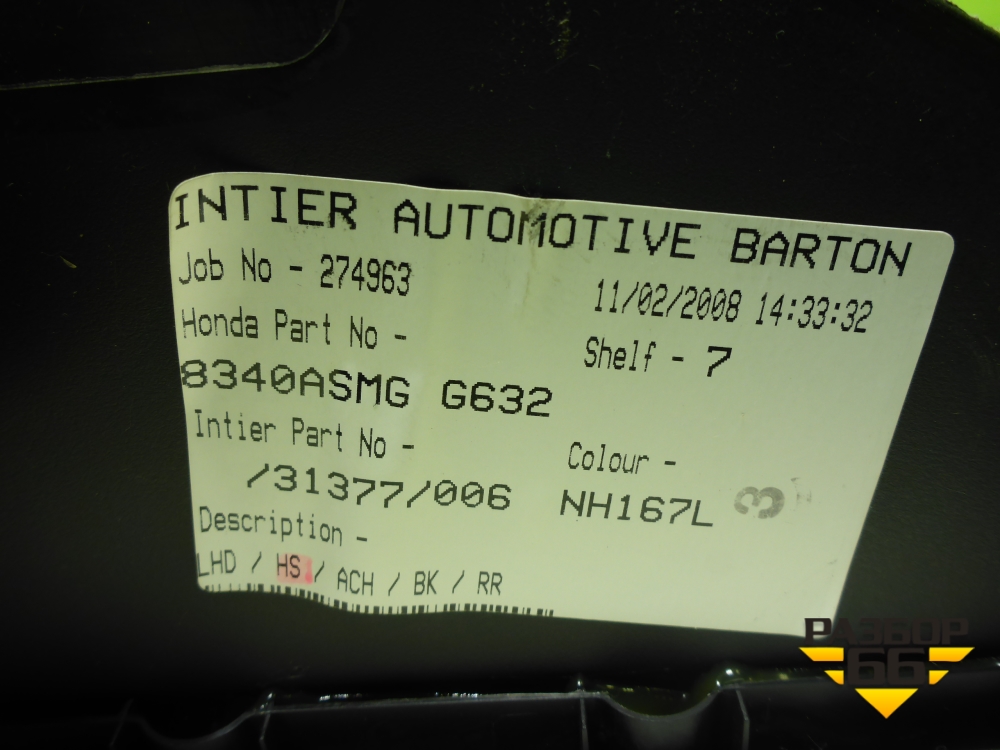 INTIER AUTOMOTIVE BARTON
Job No - 274963
11/02/2008 14:33:32
Honda Part No -
Shelf - 7
8340ASMG G632
Intier Part No -
Colour -
/31377/006
NH167L
3
Description -
LHD / HS / ACH / BK / RR
РАЗБОР
66